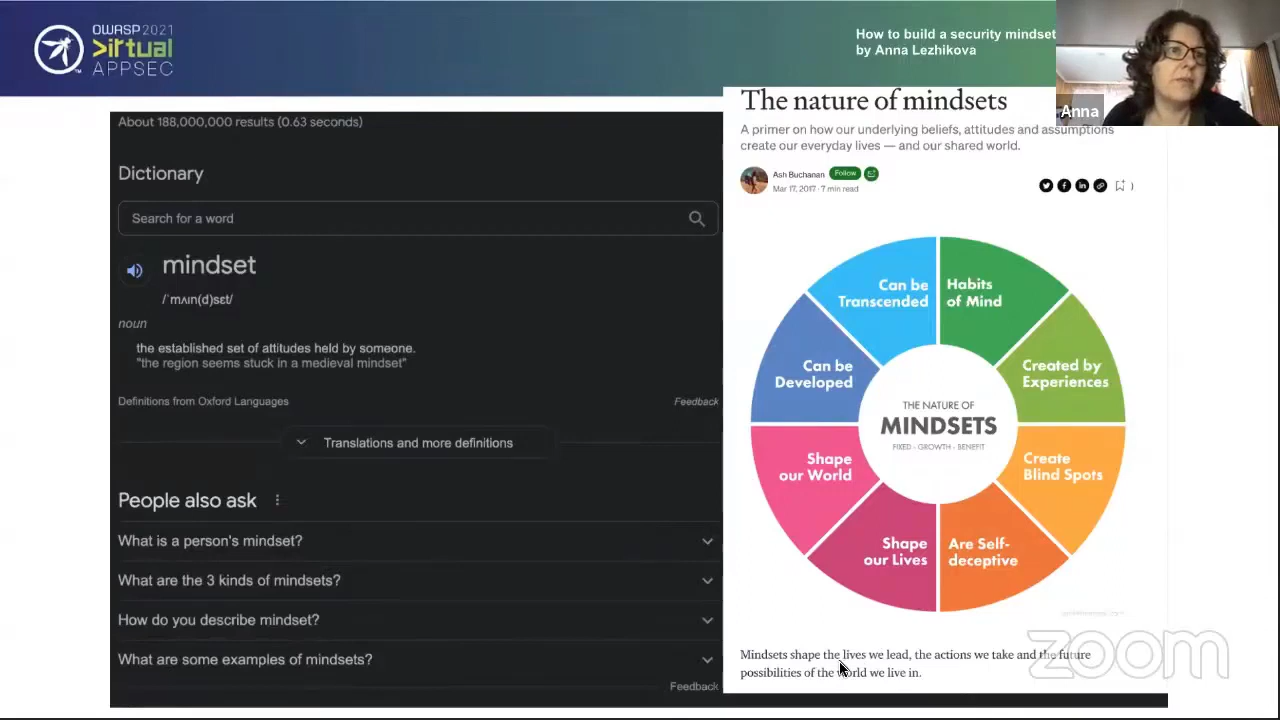 OWASP 2021
>irtual
APPSEC
How to build a security mindset
by Anna Lezhikova
Anna
About 188,000,000 results (0.63 seconds)
Dictionary
Search for a word
mindset
/ˈmʌɪn(d)sɛt/
noun
the established set of attitudes held by someone.
"the region seems stuck in a medieval mindset"
Definitions from Oxford Languages
Feedback
Translations and more definitions
People also ask
What is a person's mindset?
What are the 3 kinds of mindsets?
How do you describe mindset?
What are some examples of mindsets?
Feedback
The nature of mindsets
A primer on how our underlying beliefs, attitudes and assumptions
create our everyday lives — and our shared world.
Ash Buchanan
Follow
Mar 17, 2017 · 7 min read
Can be
Transcended
Habits
of Mind
Can be
Developed
Created by
Experiences
THE NATURE OF
MINDSETS
FIXED - GROWTH - BENEFIT
Shape
our World
Create
Blind Spots
Shape
our Lives
Are Self-
deceptive
Mindsets shape the lives we lead, the actions we take and the future
possibilities of the world we live in.
zoom